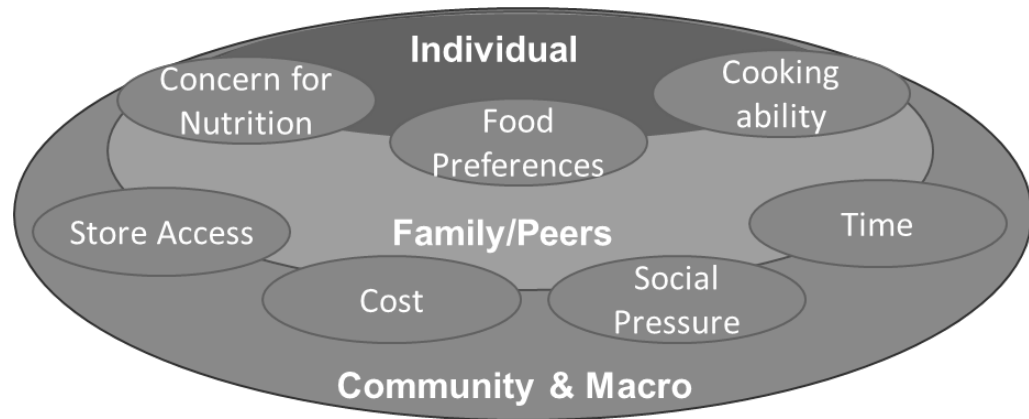 Individual
Concern for
Nutrition
Cooking
ability
Food
Preferences
Store Access
Family/Peers
Time
Cost
Social
Pressure
Community & Macro